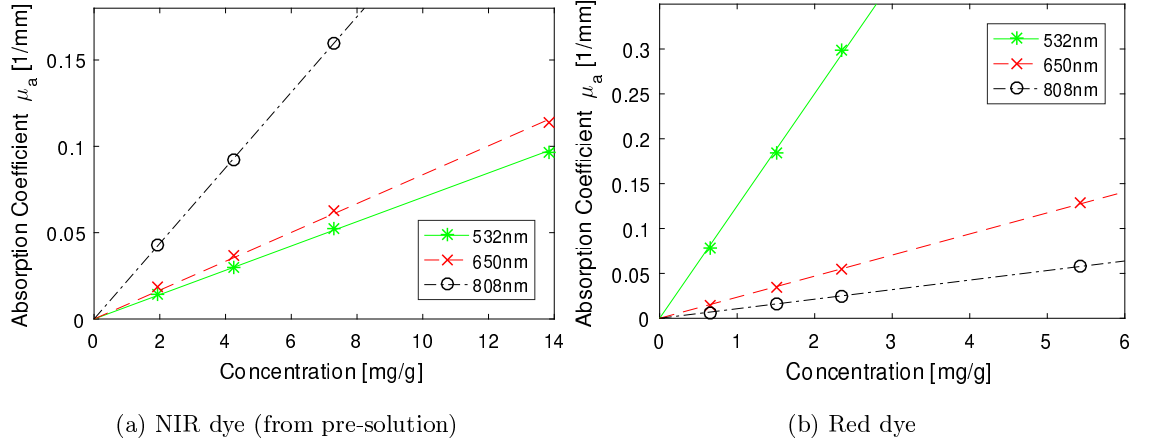 Absorption Coefficient μa [1/mm]
0.15
0.1
0.05
0
0 2 4 6 8 10 12 14
Concentration [mg/g]
532nm
650nm
808nm
(a) NIR dye (from pre-solution)
Absorption Coefficient μa [1/mm]
0.3
0.25
0.2
0.15
0.1
0.05
0
0 1 2 3 4 5 6
Concentration [mg/g]
532nm
650nm
808nm
(b) Red dye